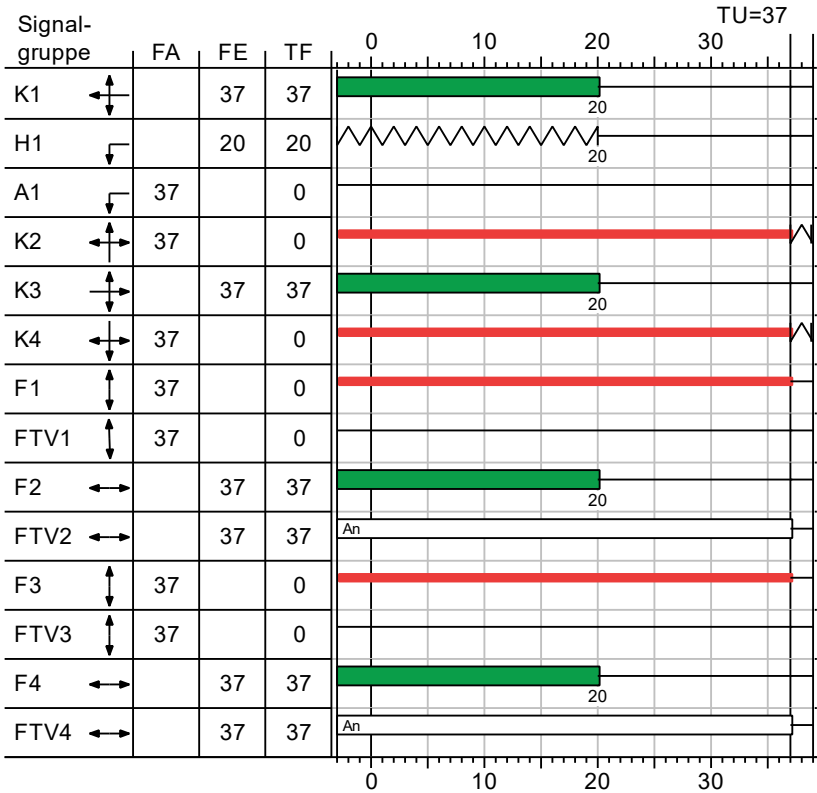 TU=37
Signal-
gruppe FA FE TF 0 10 20 30
K1 37 37
20
H1 20 20
20
A1 37 0
K2 37 0
K3 37 37
20
K4 37 0
F1 37 0
FTV1 37 0
F2 37 37
20
FTV2 37 37 An
F3 37 0
FTV3 37 0
F4 37 37
20
FTV4 37 37 An
0 10 20 30